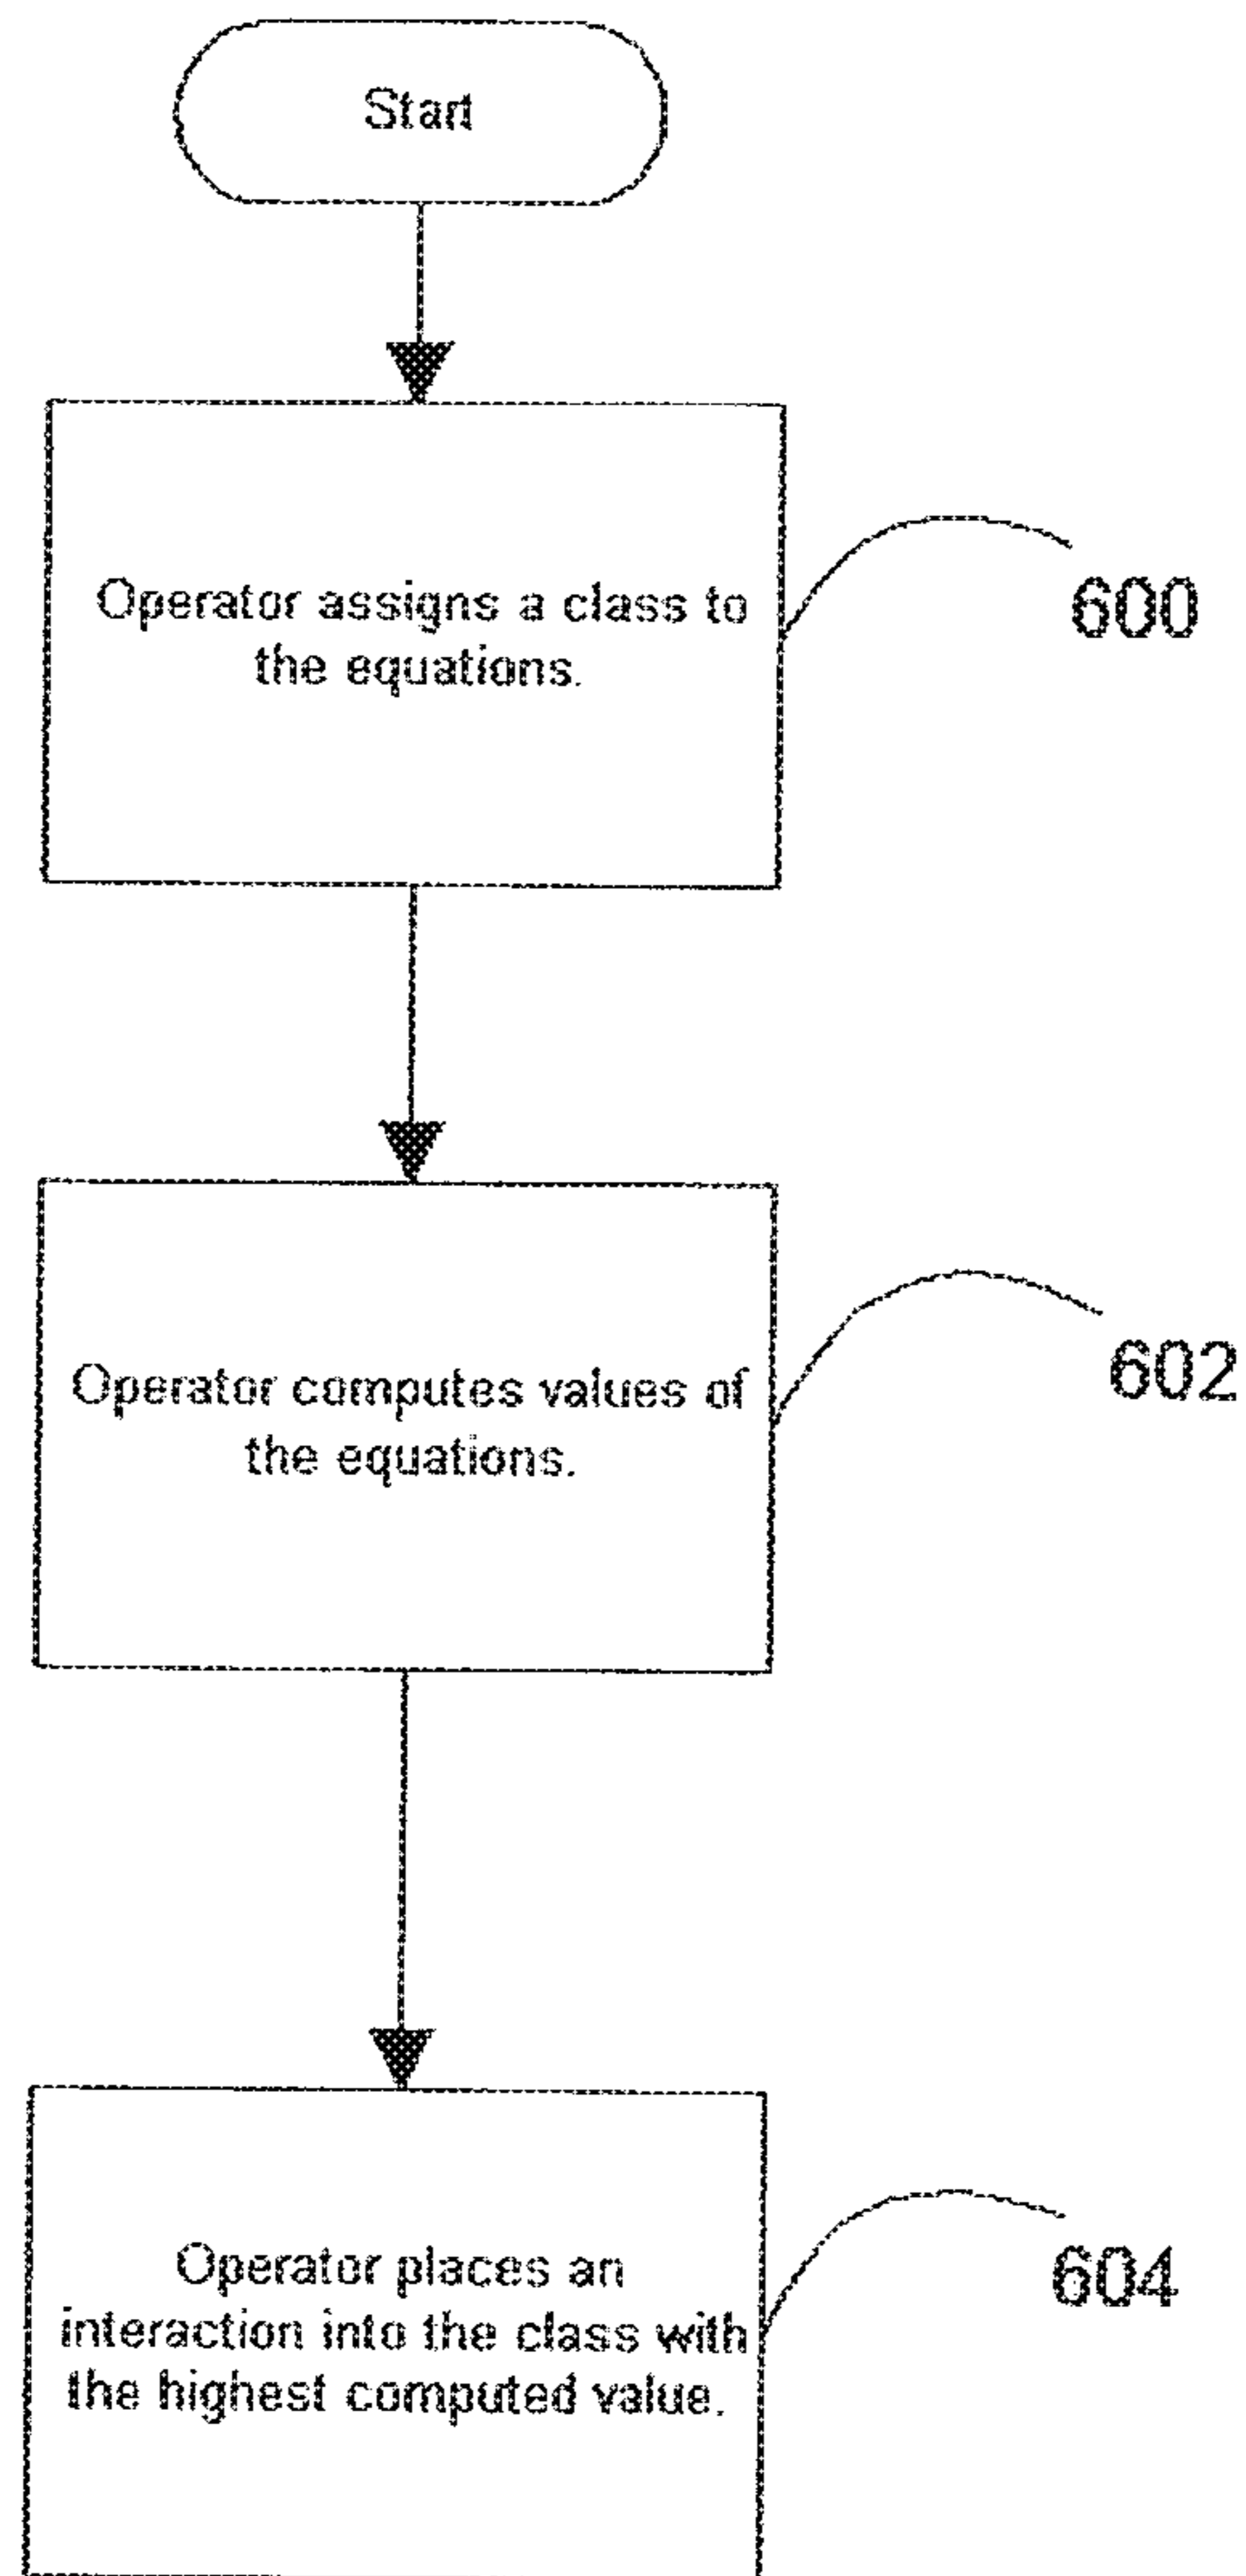 Start
Operator assigns a class to
the equations.
600
Operator computes values of
the equations.
602
Operator places an
interaction into the class with
the highest computed value.
604